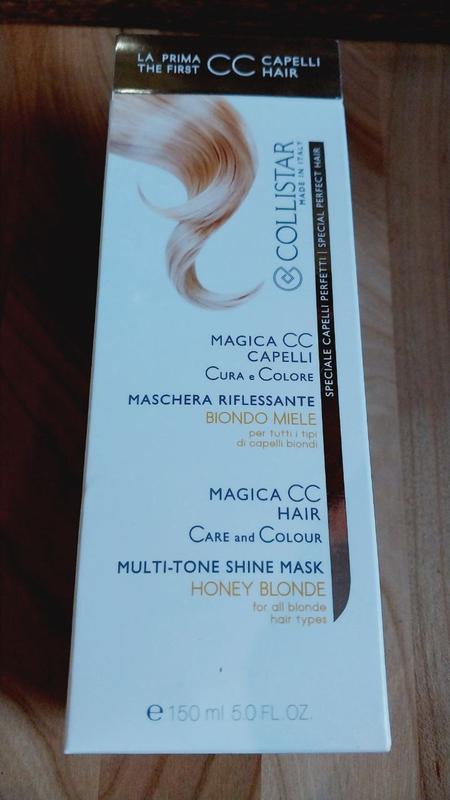 LA PRIMA CC CAPELLI
THE FIRST HAIR
COLLISTAR
MADE IN ITALY
SPECIALE CAPELLI PERFETTI | SPECIAL PERFECT HAIR
MAGICA CC
CAPELLI
CURA e COLORE
MASCHERA RIFLESSANTE
BIONDO MIELE
per tutti i tipi
di capelli biondi
MAGICA CC
HAIR
CARE and COLOUR
MULTI-TONE SHINE MASK
HONEY BLONDE
for all blonde
hair types
e 150 ml 5.0 FL.OZ.